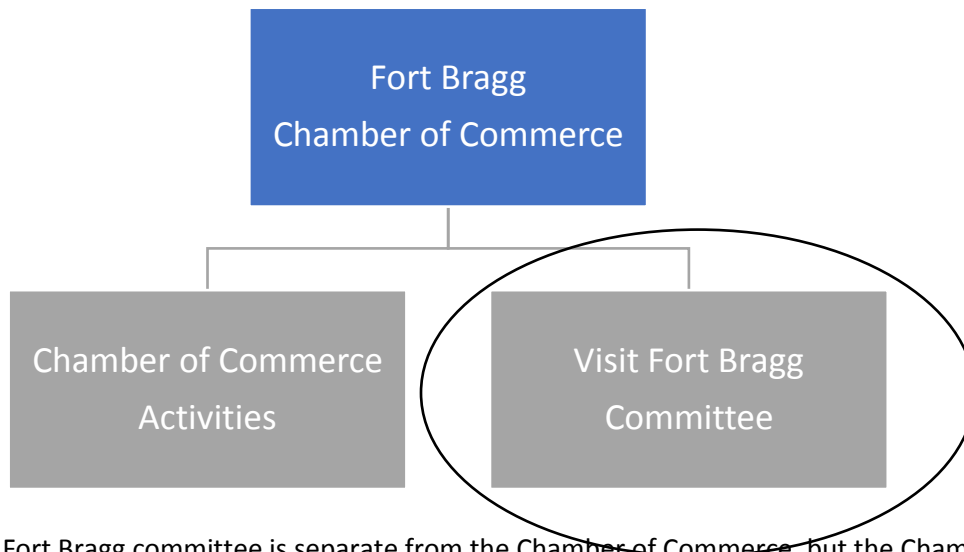 Fort Bragg
Chamber of Commerce
Chamber of Commerce
Activities
Visit Fort Bragg
Committee
Fort Bragg committee is separate from the Chamber of Commerce, but the Cham